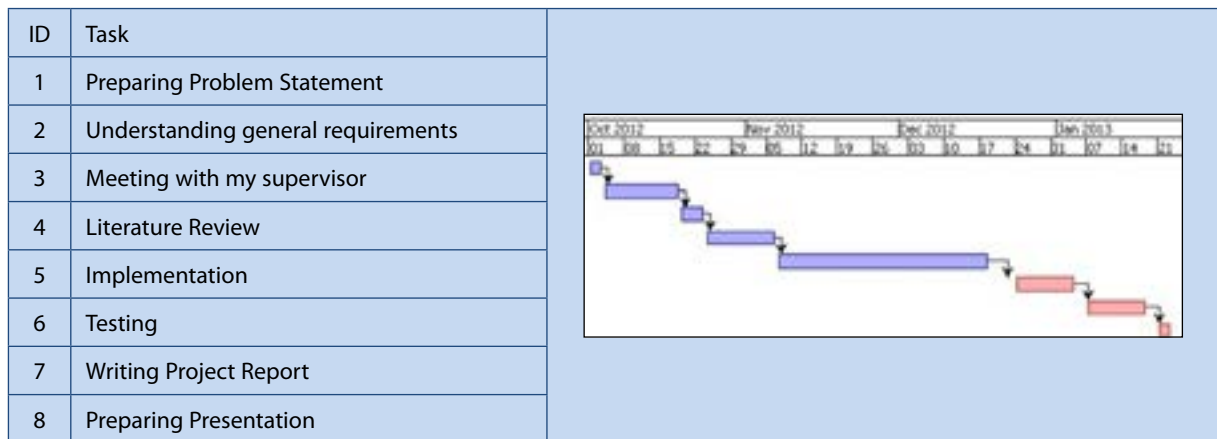 ID Task
1 Preparing Problem Statement
2 Understanding general requirements
3 Meeting with my supervisor
4 Literature Review
5 Implementation
6 Testing
7 Writing Project Report
8 Preparing Presentation
Oct 2012 Nov 2012 Dec 2012 Jan 2013
01 08 15 22 29 05 12 19 26 03 10 17 24 31 07 14 21